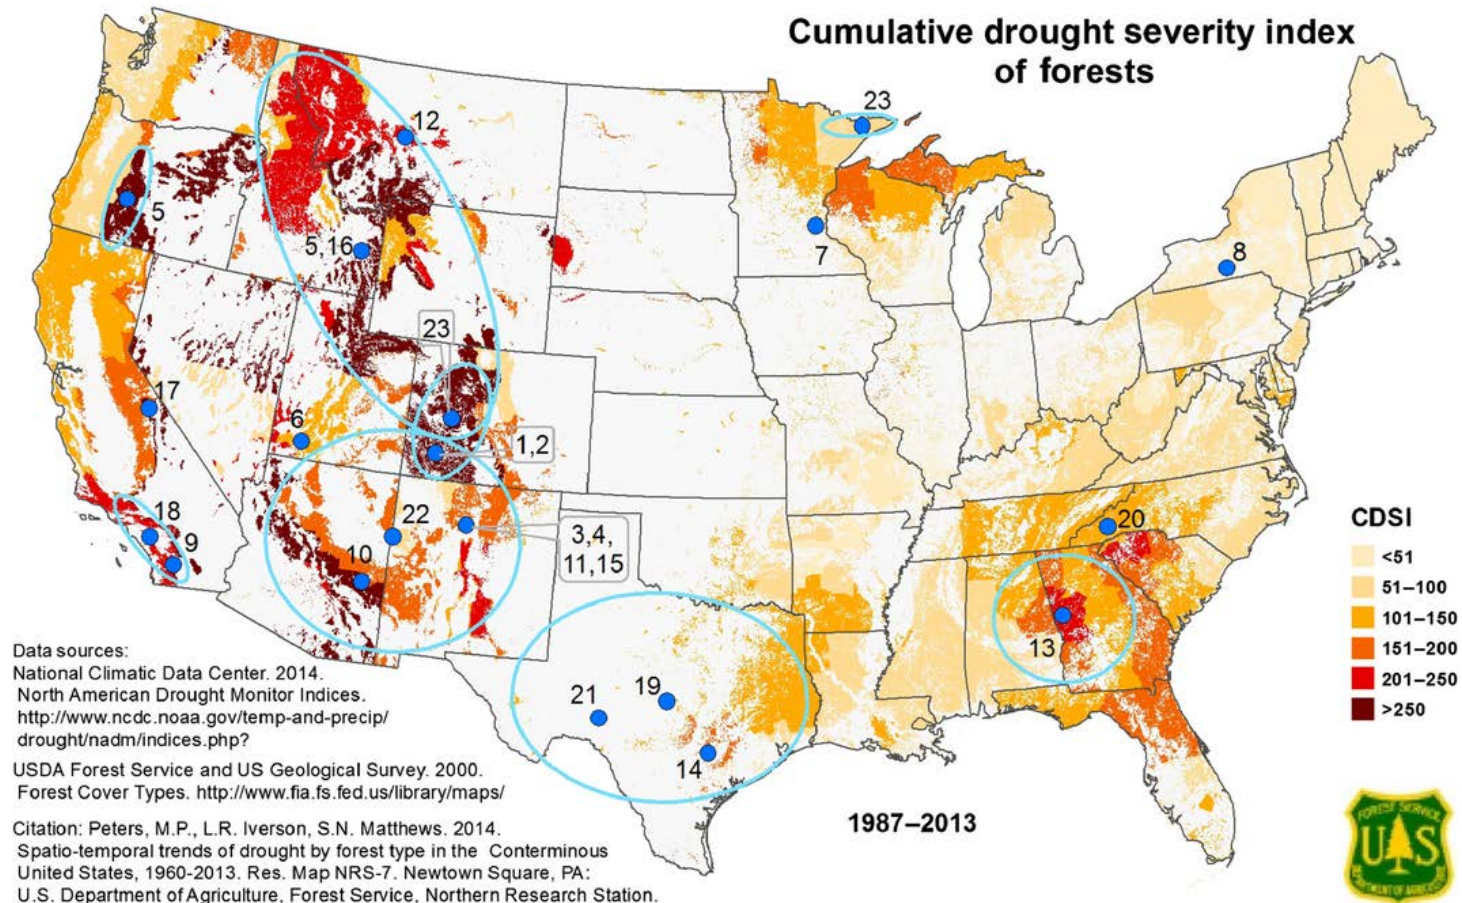 Cumulative drought severity index
of forests
23
12
5
5,16
7
8
23
17
6
1,2
18
9
22
10
3,4,
11,15
20
13
21
19
14
CDSI
<51
51–100
101–150
151–200
201–250
>250
Data sources:
National Climatic Data Center. 2014.
North American Drought Monitor Indices.
http://www.ncdc.noaa.gov/temp-and-precip/
drought/nadm/indices.php?
USDA Forest Service and US Geological Survey. 2000.
Forest Cover Types. http://www.fia.fs.fed.us/library/maps/
Citation: Peters, M.P., L.R. Iverson, S.N. Matthews. 2014.
Spatio-temporal trends of drought by forest type in the Conterminous
United States, 1960-2013. Res. Map NRS-7. Newtown Square, PA:
U.S. Department of Agriculture, Forest Service, Northern Research Station.
1987–2013
FOREST SERVICE
US
DEPARTMENT OF AGRICULTURE